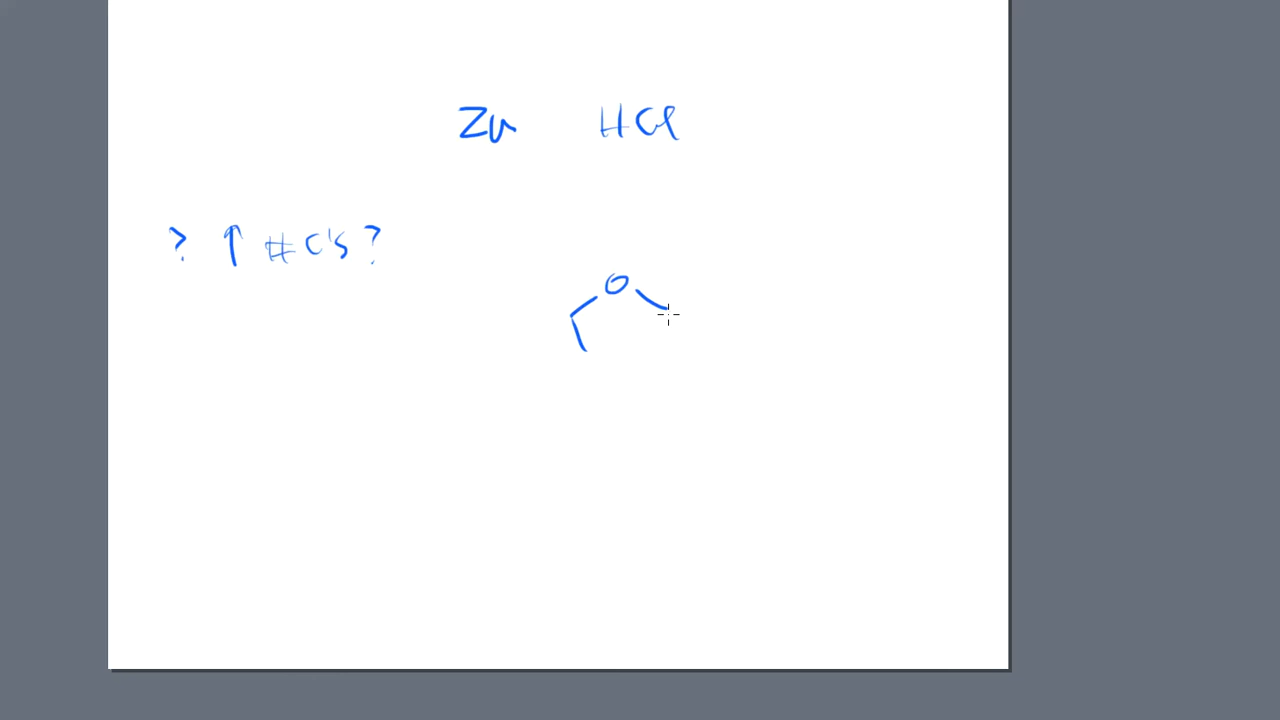 Zn HCl
? ↑ # C's ?
O